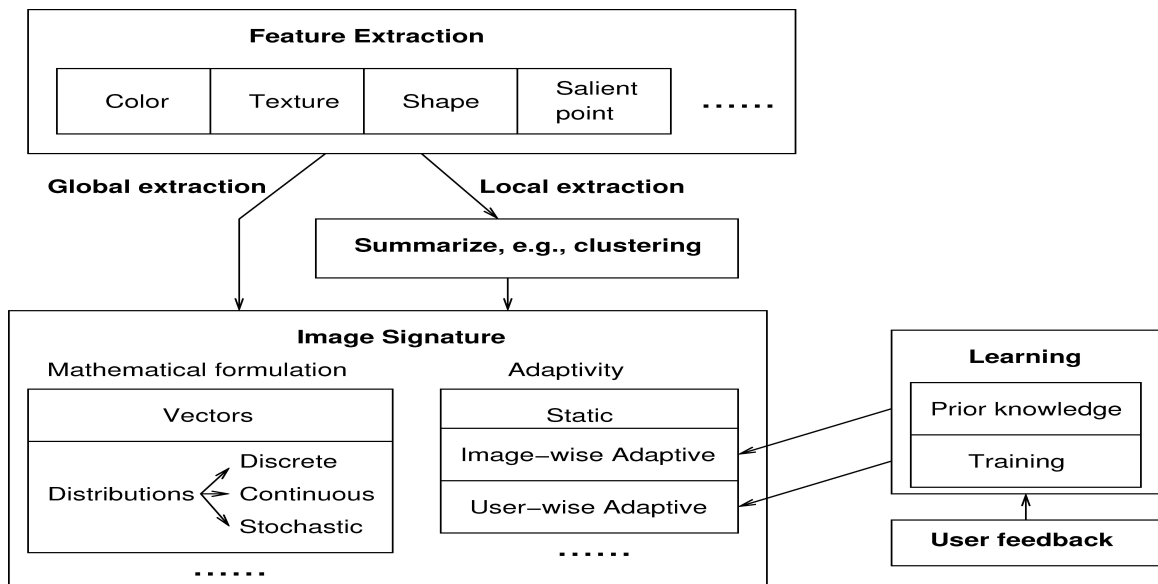 Feature Extraction
Color
Texture
Shape
Salient
point
......
Global extraction
Local extraction
Summarize, e.g., clustering
Image Signature
Mathematical formulation
Vectors
Distributions
Discrete
Continuous
Stochastic
......
Adaptivity
Static
Image-wise Adaptive
User-wise Adaptive
......
Learning
Prior knowledge
Training
User feedback